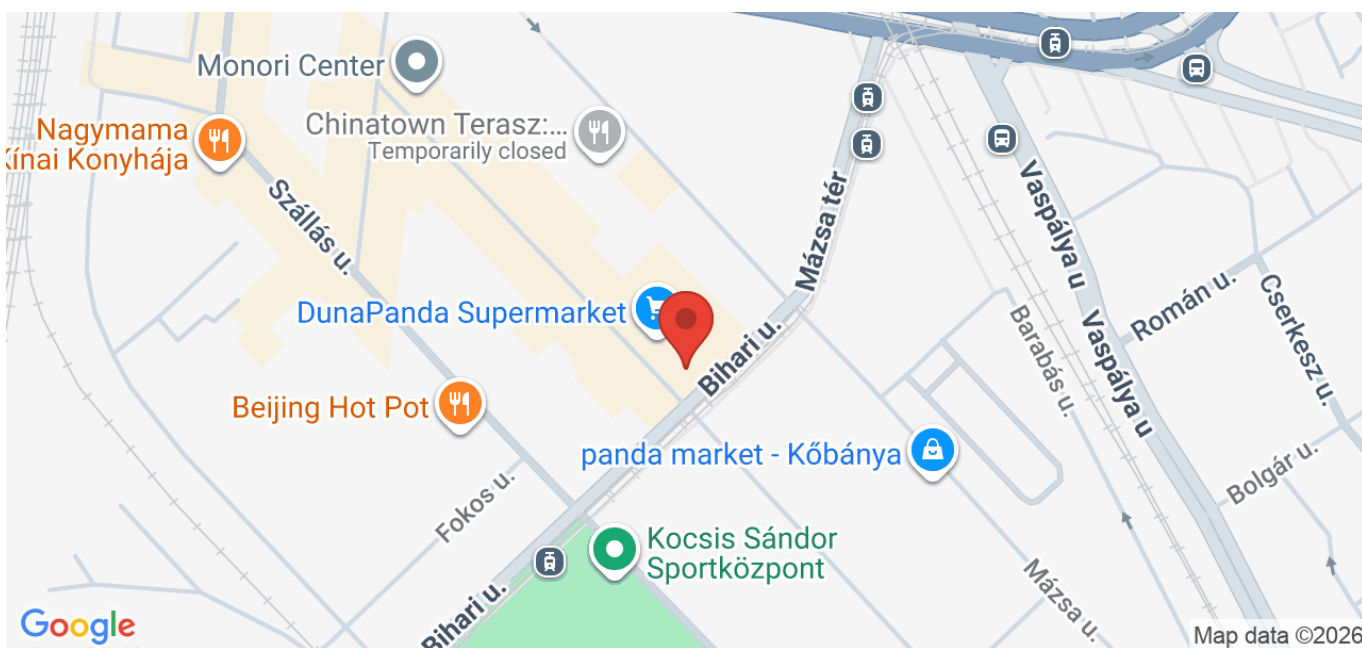 Monori Center
Nagymama
Kínai Konyhája
Chinatown Terasz:...
Temporarily closed
Szállás u.
Mázsa tér
Vaspálya u
Román u.
Cserkesz u.
DunaPanda Supermarket
Bihari u.
Barabás u.
Vaspálya u
Beijing Hot Pot
panda market - Kőbánya
Bolgár u.
Fokos u.
Kocsis Sándor
Sportközpont
Mázsa u.
Bihari u.
Google
Map data ©2026